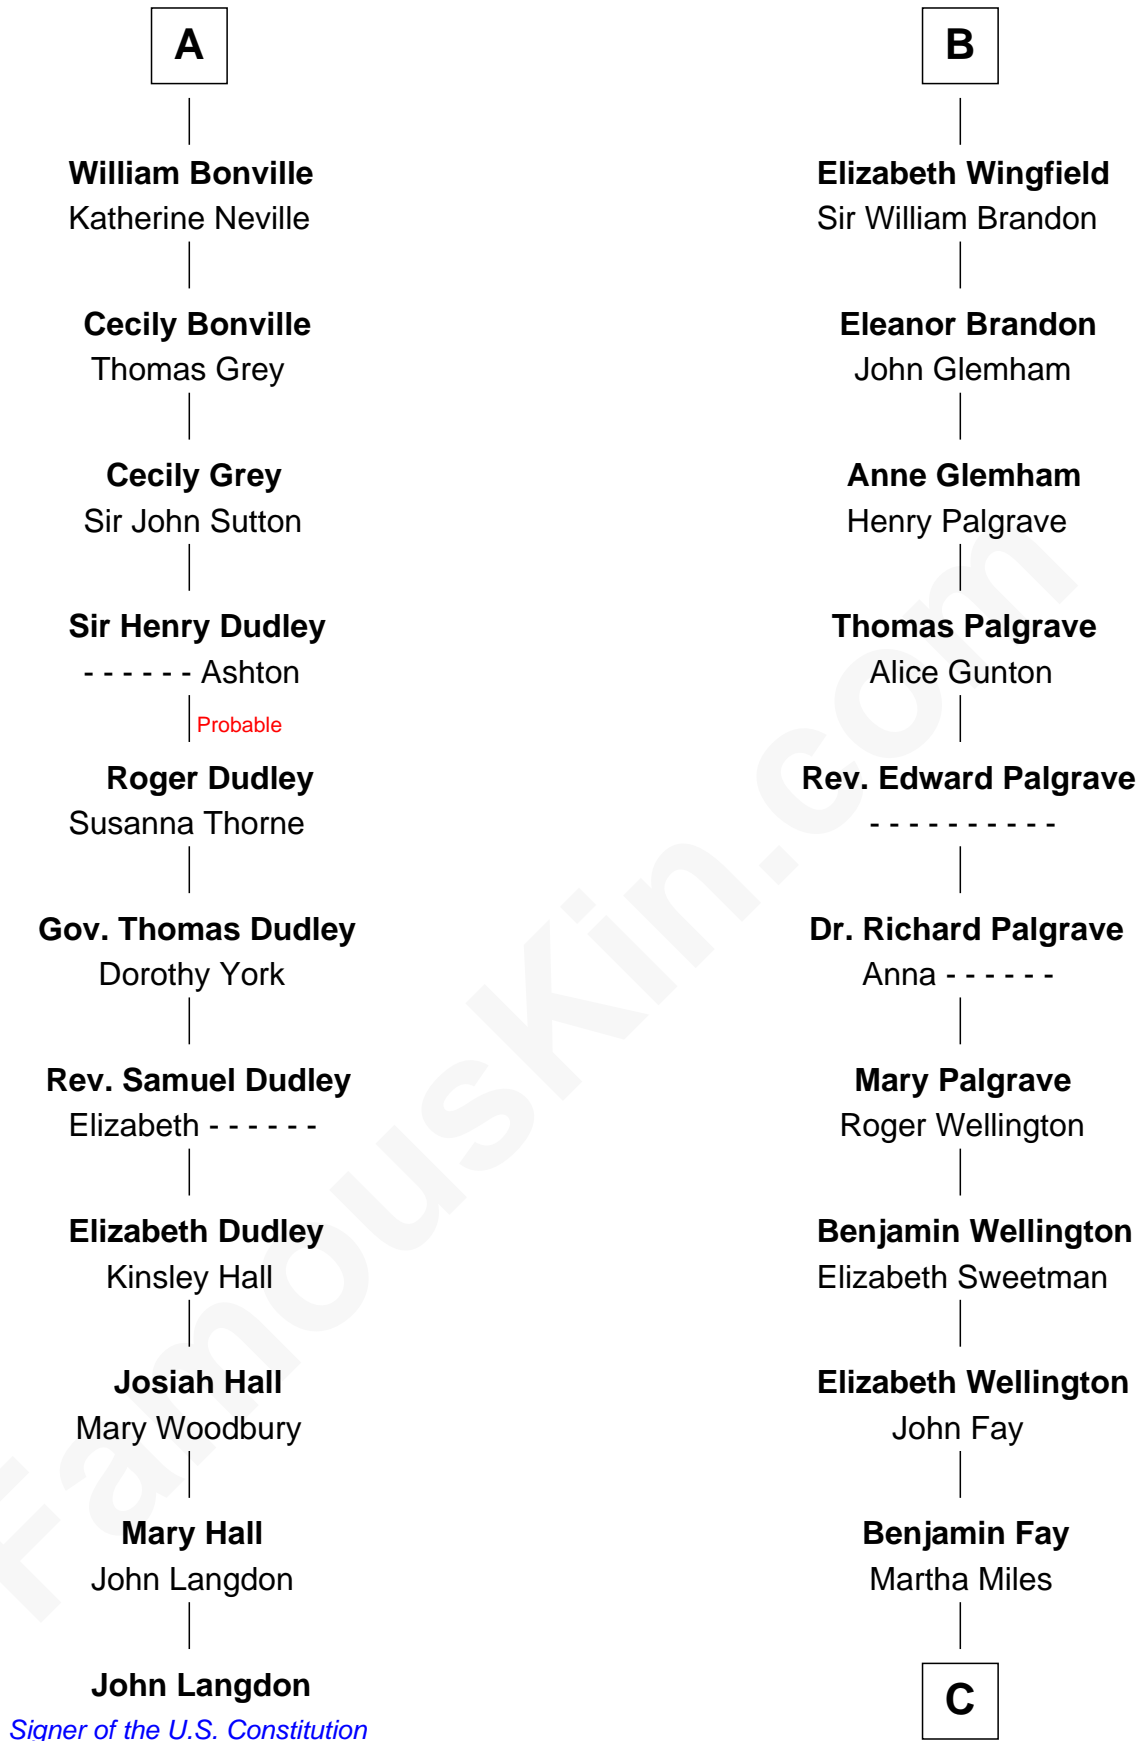 A
William Bonville
Katherine Neville
Cecily Bonville
Thomas Grey
Cecily Grey
Sir John Sutton
Sir Henry Dudley
- - - - - - Ashton
Probable
Roger Dudley
Susanna Thorne
Gov. Thomas Dudley
Dorothy York
Rev. Samuel Dudley
Elizabeth - - - - - -
Elizabeth Dudley
Kinsley Hall
Josiah Hall
Mary Woodbury
Mary Hall
John Langdon
John Langdon
Signer of the U.S. Constitution
B
Elizabeth Wingfield
Sir William Brandon
Eleanor Brandon
John Glemham
Anne Glemham
Henry Palgrave
Thomas Palgrave
Alice Gunton
Rev. Edward Palgrave
- - - - - - - - - -
Dr. Richard Palgrave
Anna - - - - - -
Mary Palgrave
Roger Wellington
Benjamin Wellington
Elizabeth Sweetman
Elizabeth Wellington
John Fay
Benjamin Fay
Martha Miles
C
FamousKin.com